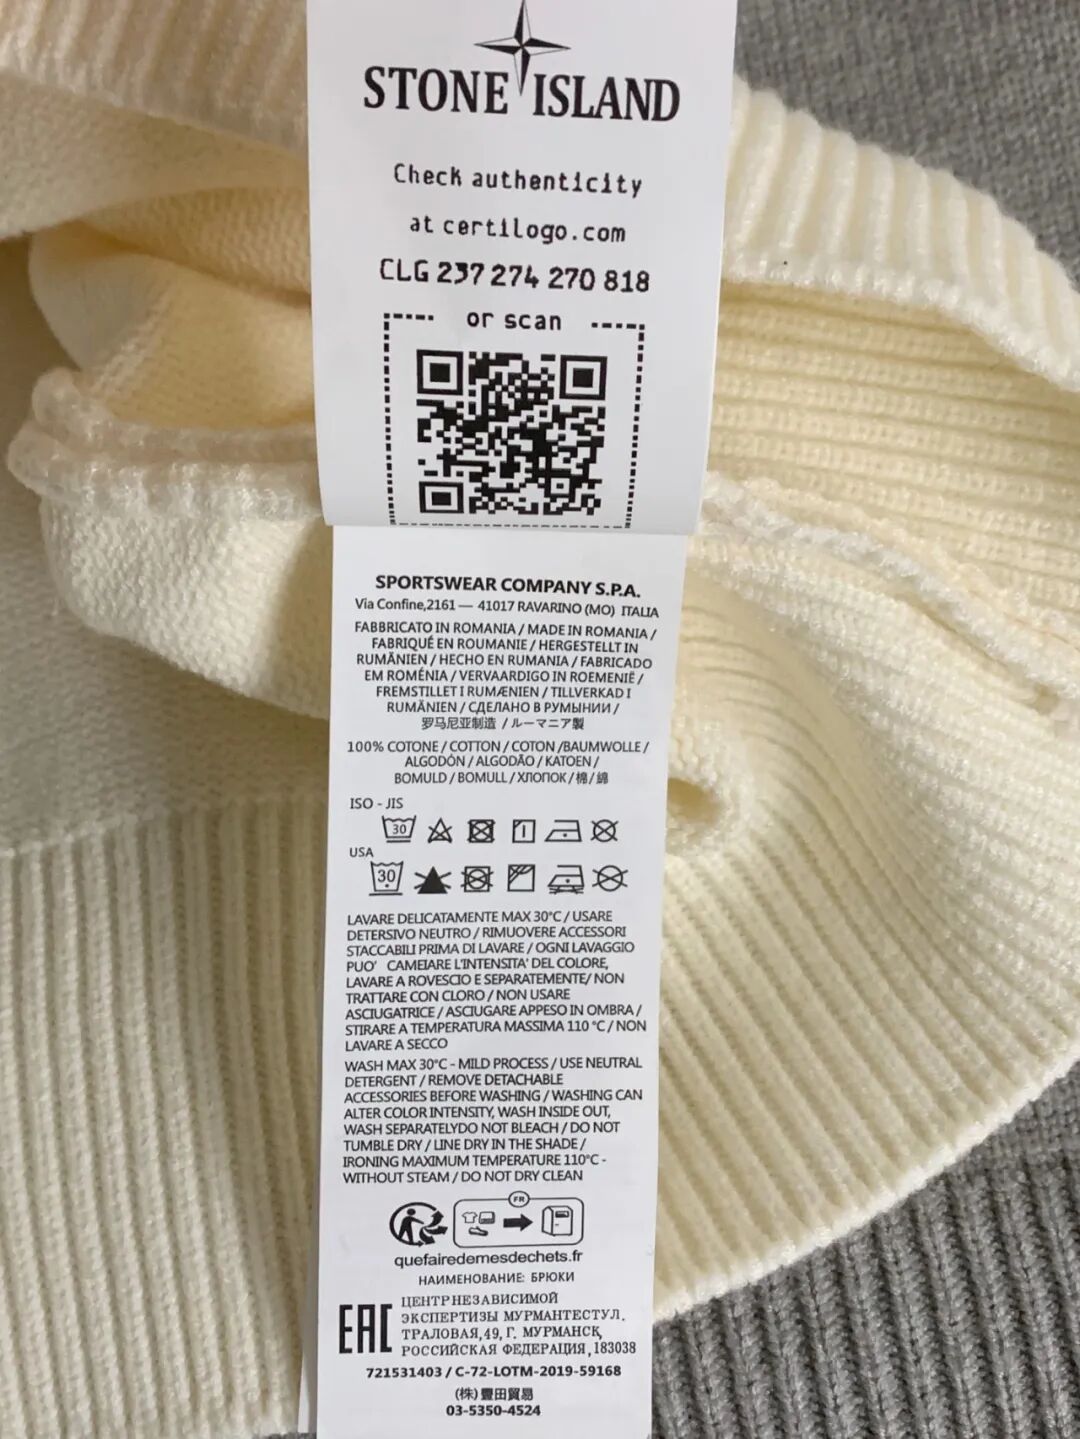 STONE ISLAND
Check authenticity
at certilogo.com
CLG 237 274 270 818
or scan
SPORTSWEAR COMPANY S.P.A.
Via Confine,2161 — 41017 RAVARINO (MO) ITALIA
FABBRICATO IN ROMANIA / MADE IN ROMANIA /
FABRIQUÉ EN ROUMANIE / HERGESTELLT IN
RUMÄNIEN / HECHO EN RUMANIA / FABRICADO
EM ROMÉNIA / VERVAARDIGO IN ROEMENIË /
FREMSTILLET I RUMÆNIEN / TILLVERKAD I
RUMÄNIEN / СДЕЛАНО В РУМЫНИИ /
罗马尼亚制造 / ルーマニア製
100% COTONE / COTTON / COTON /BAUMWOLLE /
ALGODÓN / ALGODÃO / KATOEN /
BOMULD / BOMULL / ХЛОПОК / 棉 / 綿
ISO - JIS
30
USA
30
LAVARE DELICATAMENTE MAX 30°C / USARE
DETERSIVO NEUTRO / RIMUOVERE ACCESSORI
STACCABILI PRIMA DI LAVARE / OGNI LAVAGGIO
PUO' CAMEIARE L'INTENSITA' DEL COLORE,
LAVARE A ROVESCIO E SEPARATEMENTE/ NON
TRATTARE CON CLORO / NON USARE
ASCIUGATRICE / ASCIUGARE APPESO IN OMBRA /
STIRARE A TEMPERATURA MASSIMA 110 °C / NON
LAVARE A SECCO
WASH MAX 30°C - MILD PROCESS / USE NEUTRAL
DETERGENT / REMOVE DETACHABLE
ACCESSORIES BEFORE WASHING / WASHING CAN
ALTER COLOR INTENSITY, WASH INSIDE OUT,
WASH SEPARATELYDO NOT BLEACH / DO NOT
TUMBLE DRY / LINE DRY IN THE SHADE /
IRONING MAXIMUM TEMPERATURE 110°C -
WITHOUT STEAM / DO NOT DRY CLEAN
FR
quefairedemesdechets.fr
НАИМЕНОВАНИЕ: БРЮКИ
EAC
ЦЕНТР НЕЗАВИСИМОЙ
ЭКСПЕРТИЗЫ МУРМАНТЕСТУЛ.
ТРАЛОВАЯ, 49, Г. МУРМАНСК,
РОССИЙСКАЯ ФЕДЕРАЦИЯ, 183038
721531403 / C-72-LOTM-2019-59168
(株) 豊田貿易
03-5350-4524